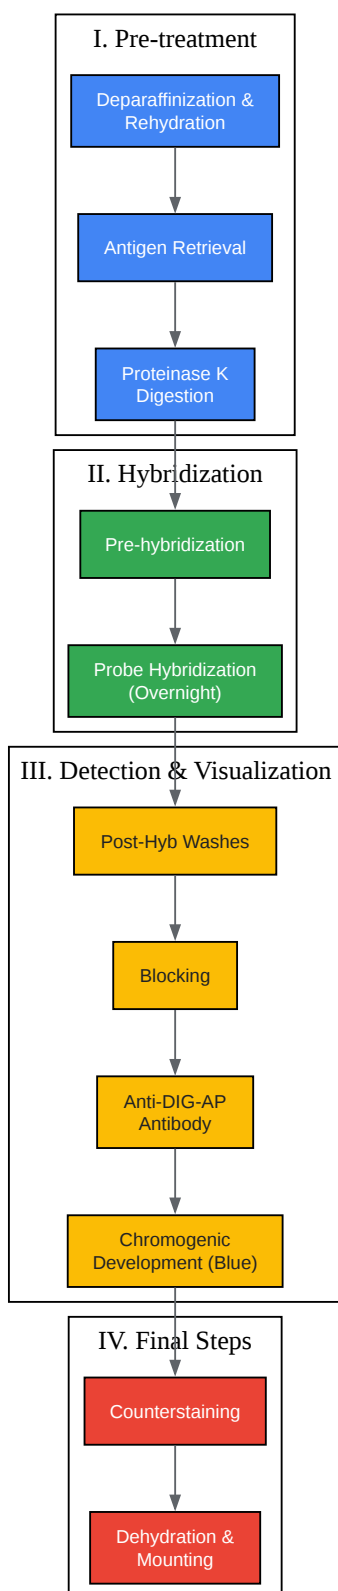 I. Pre-treatment
Deparaffinization &
Rehydration
Antigen Retrieval
Proteinase K
Digestion
II. Hybridization
Pre-hybridization
Probe Hybridization
(Overnight)
III. Detection & Visualization
Post-Hyb Washes
Blocking
Anti-DIG-AP
Antibody
Chromogenic
Development (Blue)
IV. Final Steps
Counterstaining
Dehydration &
Mounting